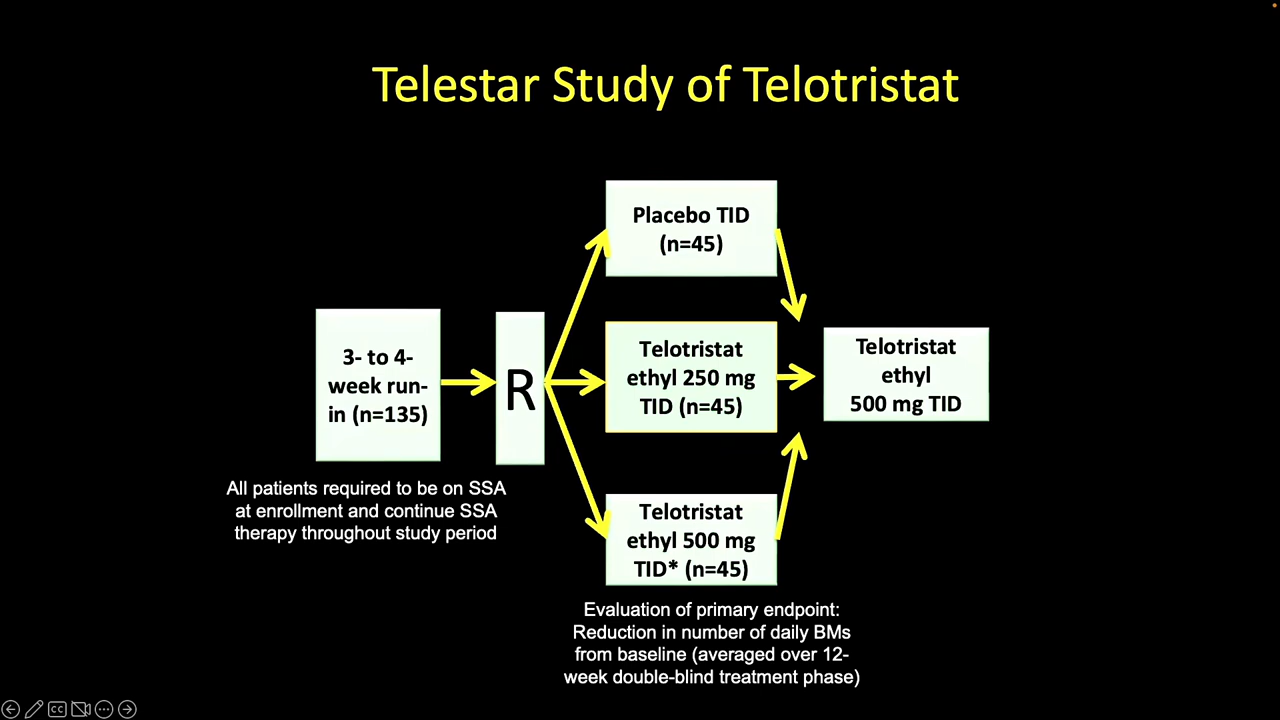 Telestar Study of Telotristat
Placebo TID
(n=45)
3- to 4-
week run-
in (n=135)
R
Telotristat
ethyl 250 mg
TID (n=45)
Telotristat
ethyl
500 mg TID
All patients required to be on SSA
at enrollment and continue SSA
therapy throughout study period
Telotristat
ethyl 500 mg
TID* (n=45)
Evaluation of primary endpoint:
Reduction in number of daily BMs
from baseline (averaged over 12-
week double-blind treatment phase)
CC